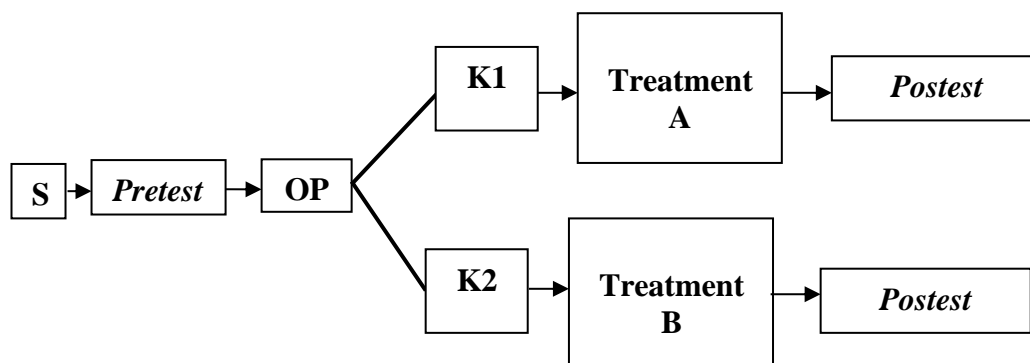 S
Pretest
OP
K1
Treatment
A
Postest
K2
Treatment
B
Postest